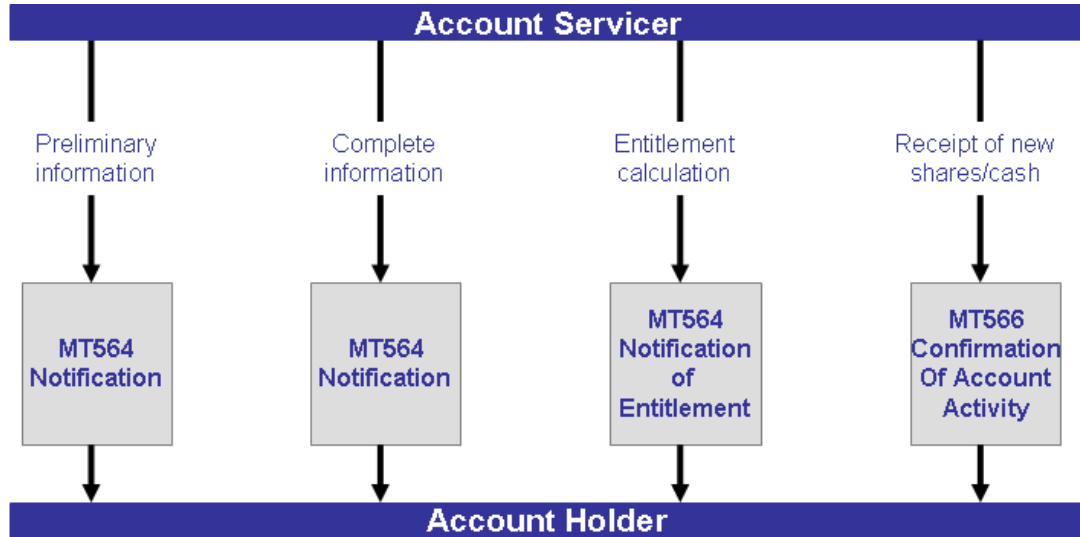 Account Servicer
Preliminary
information
Complete
information
Entitlement
calculation
Receipt of new
shares/cash
MT564
Notification
MT564
Notification
MT564
Notification
of
Entitlement
MT566
Confirmation
Of Account
Activity
Account Holder